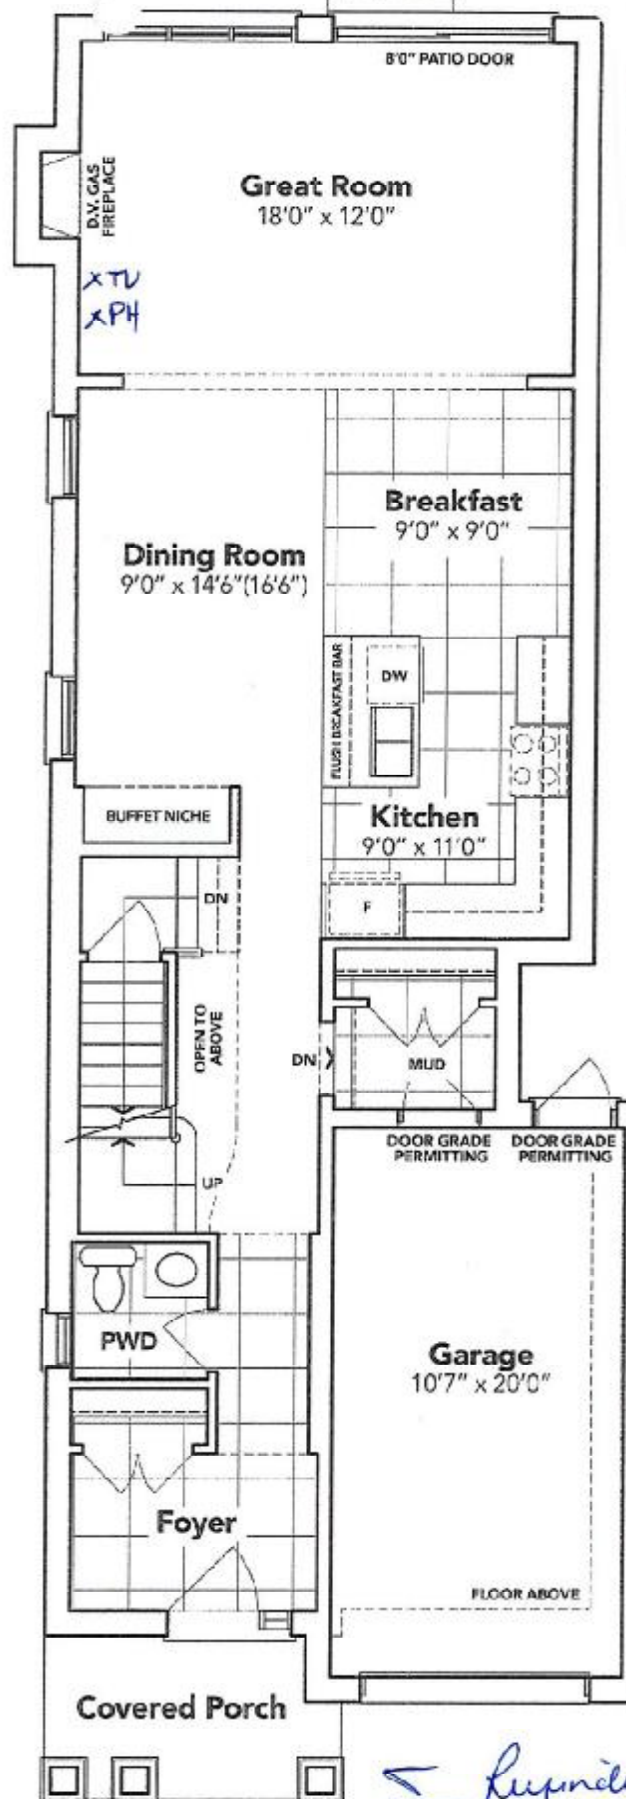 8'0" PATIO DOOR
D.V. GAS
FIREPLACE
Great Room
18'0" x 12'0"
xTV
xPH
Breakfast
9'0" x 9'0"
Dining Room
9'0" x 14'6"(16'6")
FLUSH BREAKFAST BAR
DW
BUFFET NICHE
Kitchen
9'0" x 11'0"
DN
F
OPEN TO
ABOVE
DN
MUD
DOOR GRADE
PERMITTING
DOOR GRADE
PERMITTING
UP
PWD
Garage
10'7" x 20'0"
Foyer
FLOOR ABOVE
Covered Porch